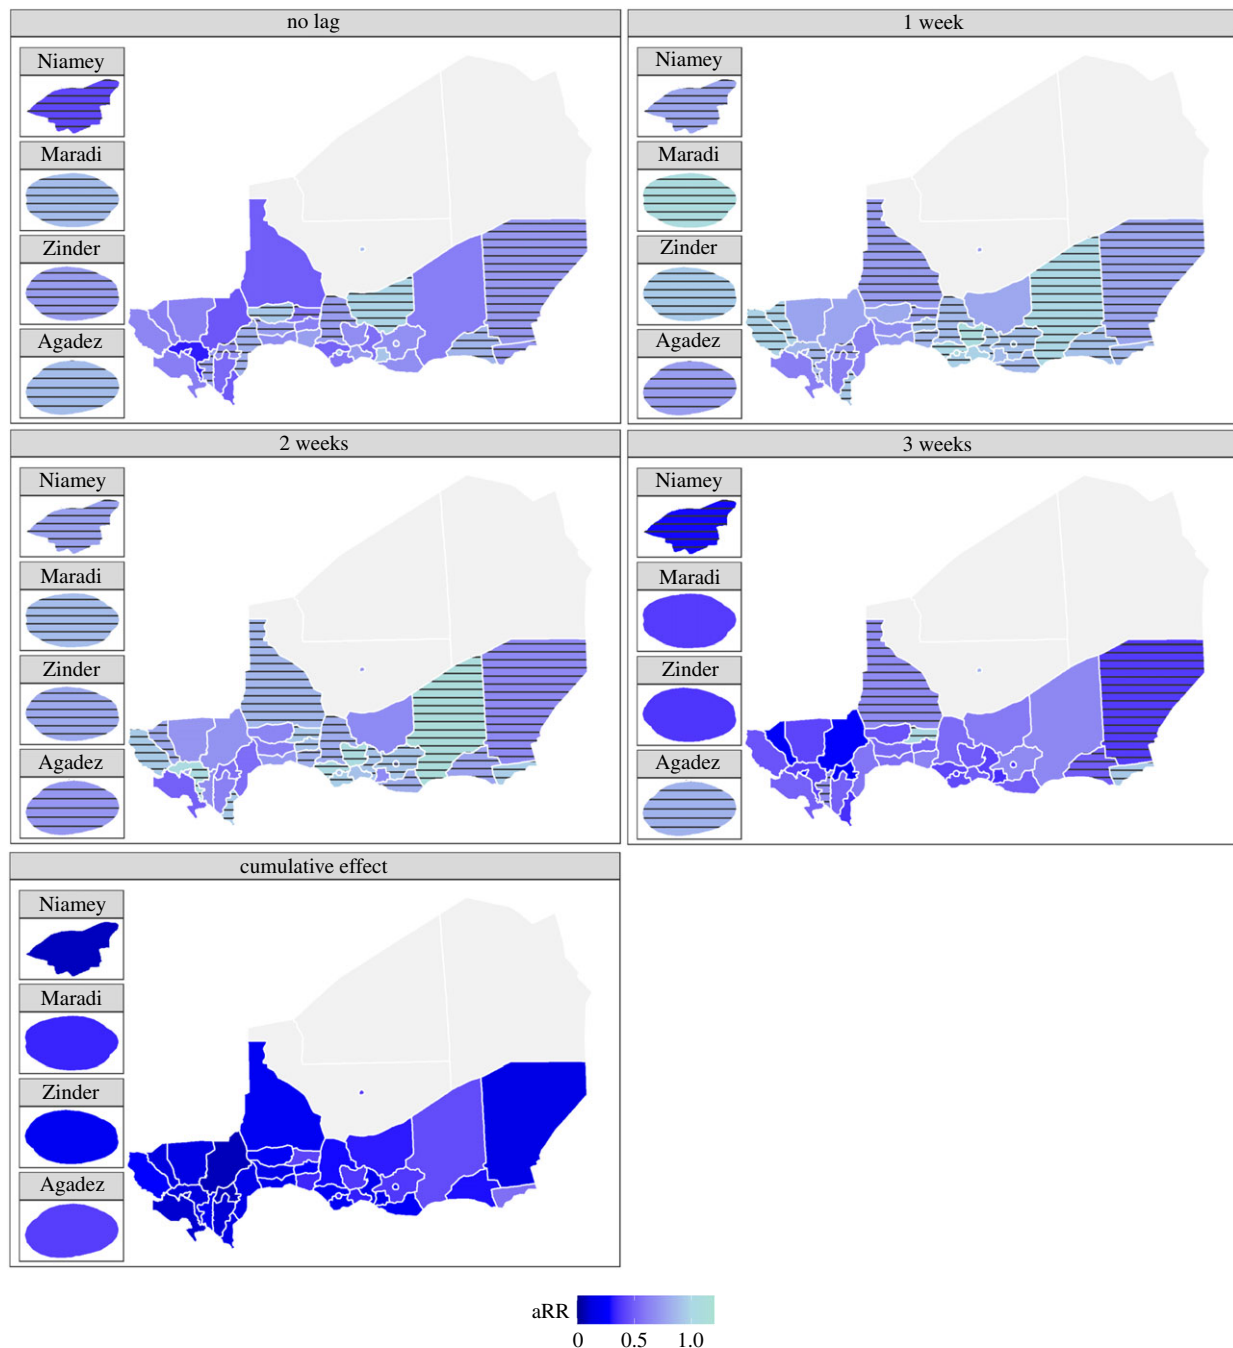 no lag
Niamey
Maradi
Zinder
Agadez
1 week
Niamey
Maradi
Zinder
Agadez
2 weeks
Niamey
Maradi
Zinder
Agadez
3 weeks
Niamey
Maradi
Zinder
Agadez
cumulative effect
Niamey
Maradi
Zinder
Agadez
aRR
0 0.5 1.0